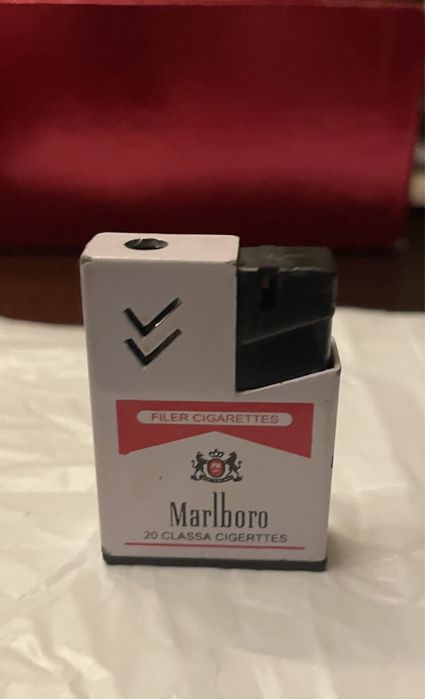 FILER CIGARETTES
Marlboro
20 CLASSA CIGERTTES